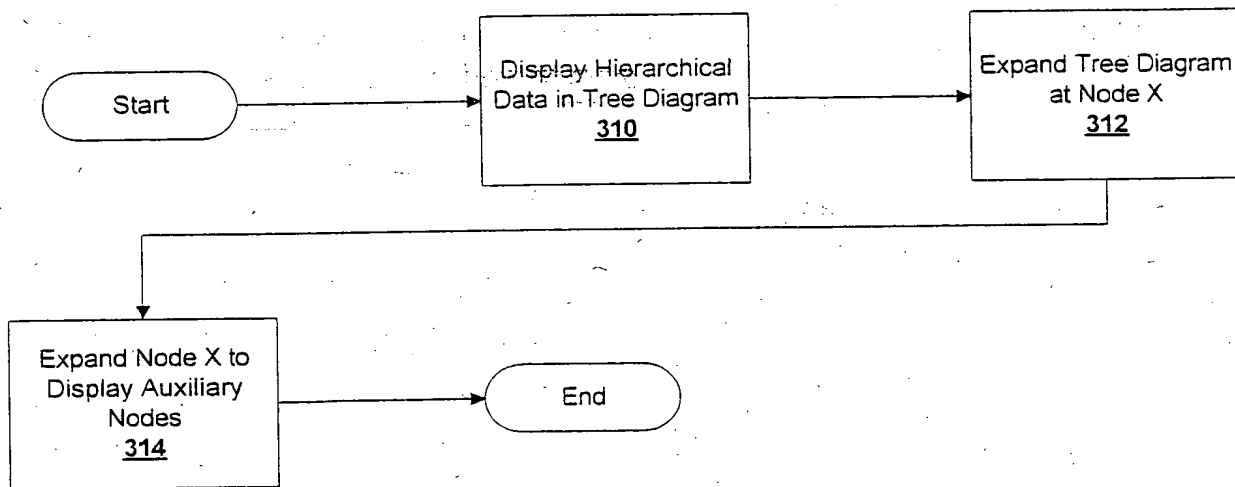 Start
Display Hierarchical
Data in Tree Diagram
310
Expand Tree Diagram
at Node X
312
Expand Node X to
Display Auxiliary
Nodes
314
End